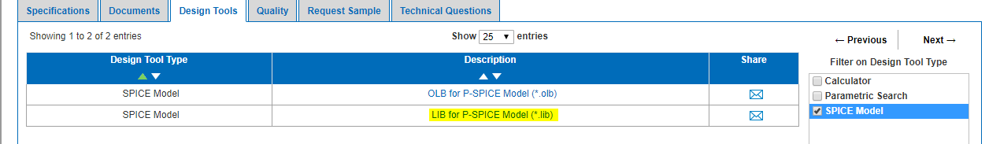 Specifications Documents Design Tools Quality Request Sample Technical Questions
Showing 1 to 2 of 2 entries Show 25 ▼ entries ← Previous Next →
Design Tool Type Description Share Filter on Design Tool Type
SPICE Model OLB for P-SPICE Model (*.olb)
SPICE Model LIB for P-SPICE Model (*.lib)
Calculator
Parametric Search
SPICE Model